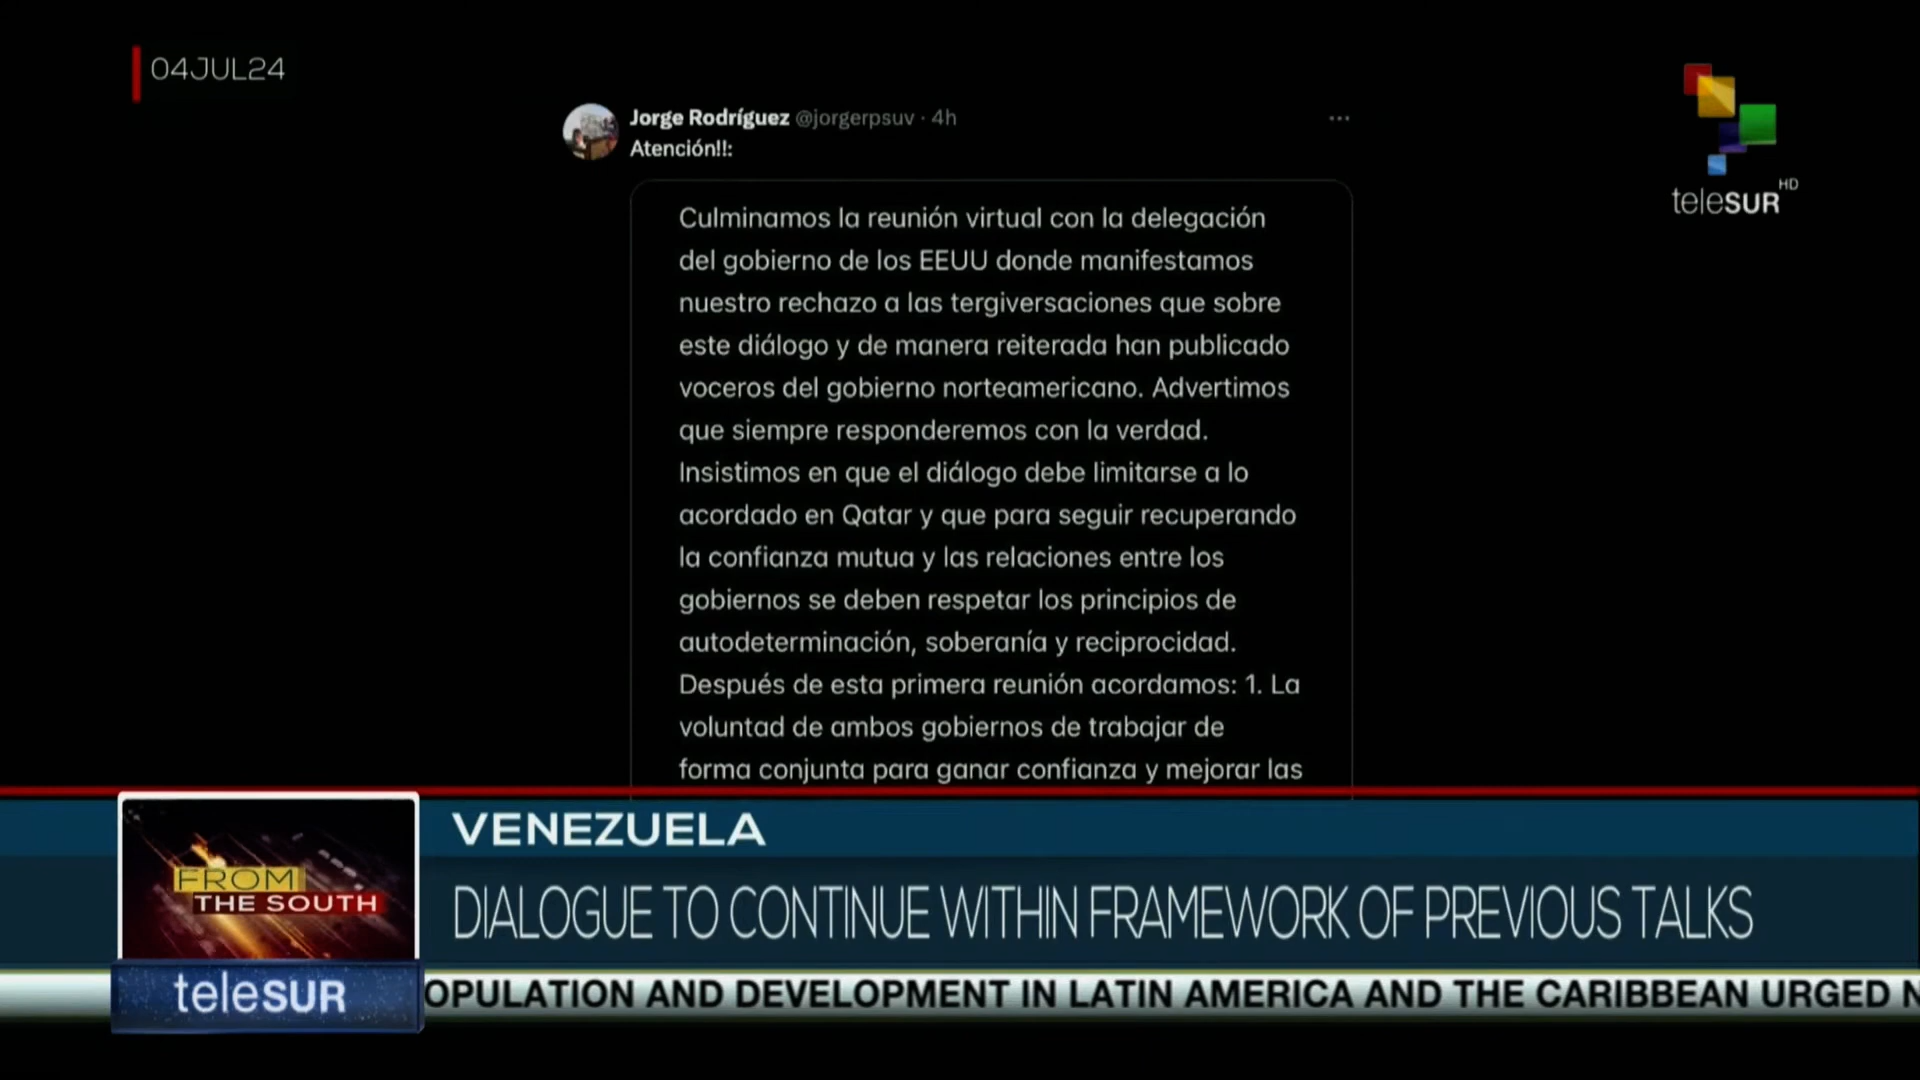 04JUL24
Jorge Rodríguez @jorgerpsuv · 4h
Atención!!:
HD
teleSUR
Culminamos la reunión virtual con la delegación
del gobierno de los EEUU donde manifestamos
nuestro rechazo a las tergiversaciones que sobre
este diálogo y de manera reiterada han publicado
voceros del gobierno norteamericano. Advertimos
que siempre responderemos con la verdad.
Insistimos en que el diálogo debe limitarse a lo
acordado en Qatar y que para seguir recuperando
la confianza mutua y las relaciones entre los
gobiernos se deben respetar los principios de
autodeterminación, soberanía y reciprocidad.
Después de esta primera reunión acordamos: 1. La
voluntad de ambos gobiernos de trabajar de
forma conjunta para ganar confianza y mejorar las
VENEZUELA
FROM
THE SOUTH
DIALOGUE TO CONTINUE WITHIN FRAMEWORK OF PREVIOUS TALKS
teleSUR
OPULATION AND DEVELOPMENT IN LATIN AMERICA AND THE CARIBBEAN URGED N